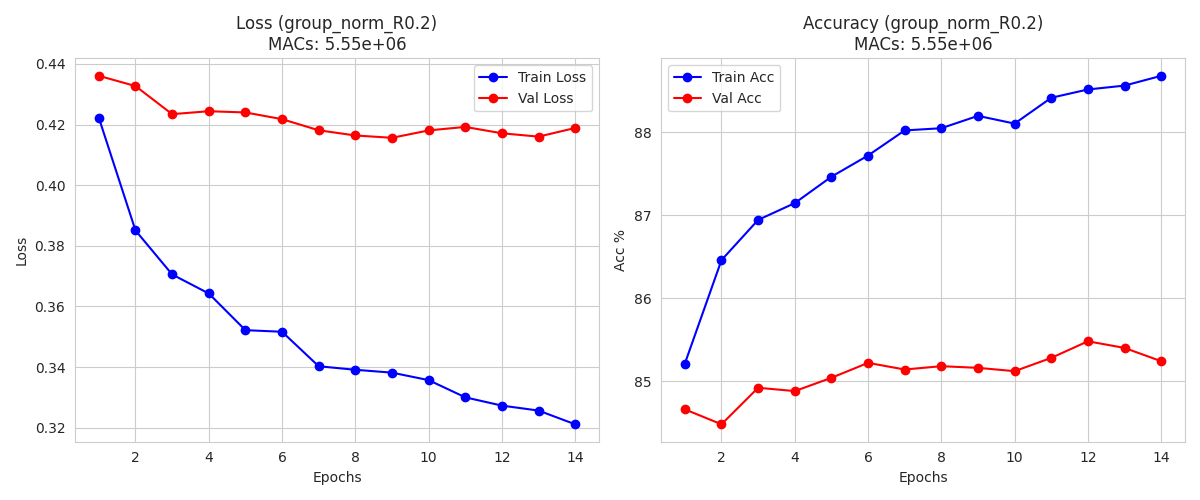 Loss (group_norm_R0.2)
MACs: 5.55e+06
0.44
0.42
0.40
0.38
0.36
0.34
0.32
Loss
Train Loss
Val Loss
2 4 6 8 10 12 14
Epochs
Accuracy (group_norm_R0.2)
MACs: 5.55e+06
88
87
86
85
Acc %
Train Acc
Val Acc
2 4 6 8 10 12 14
Epochs